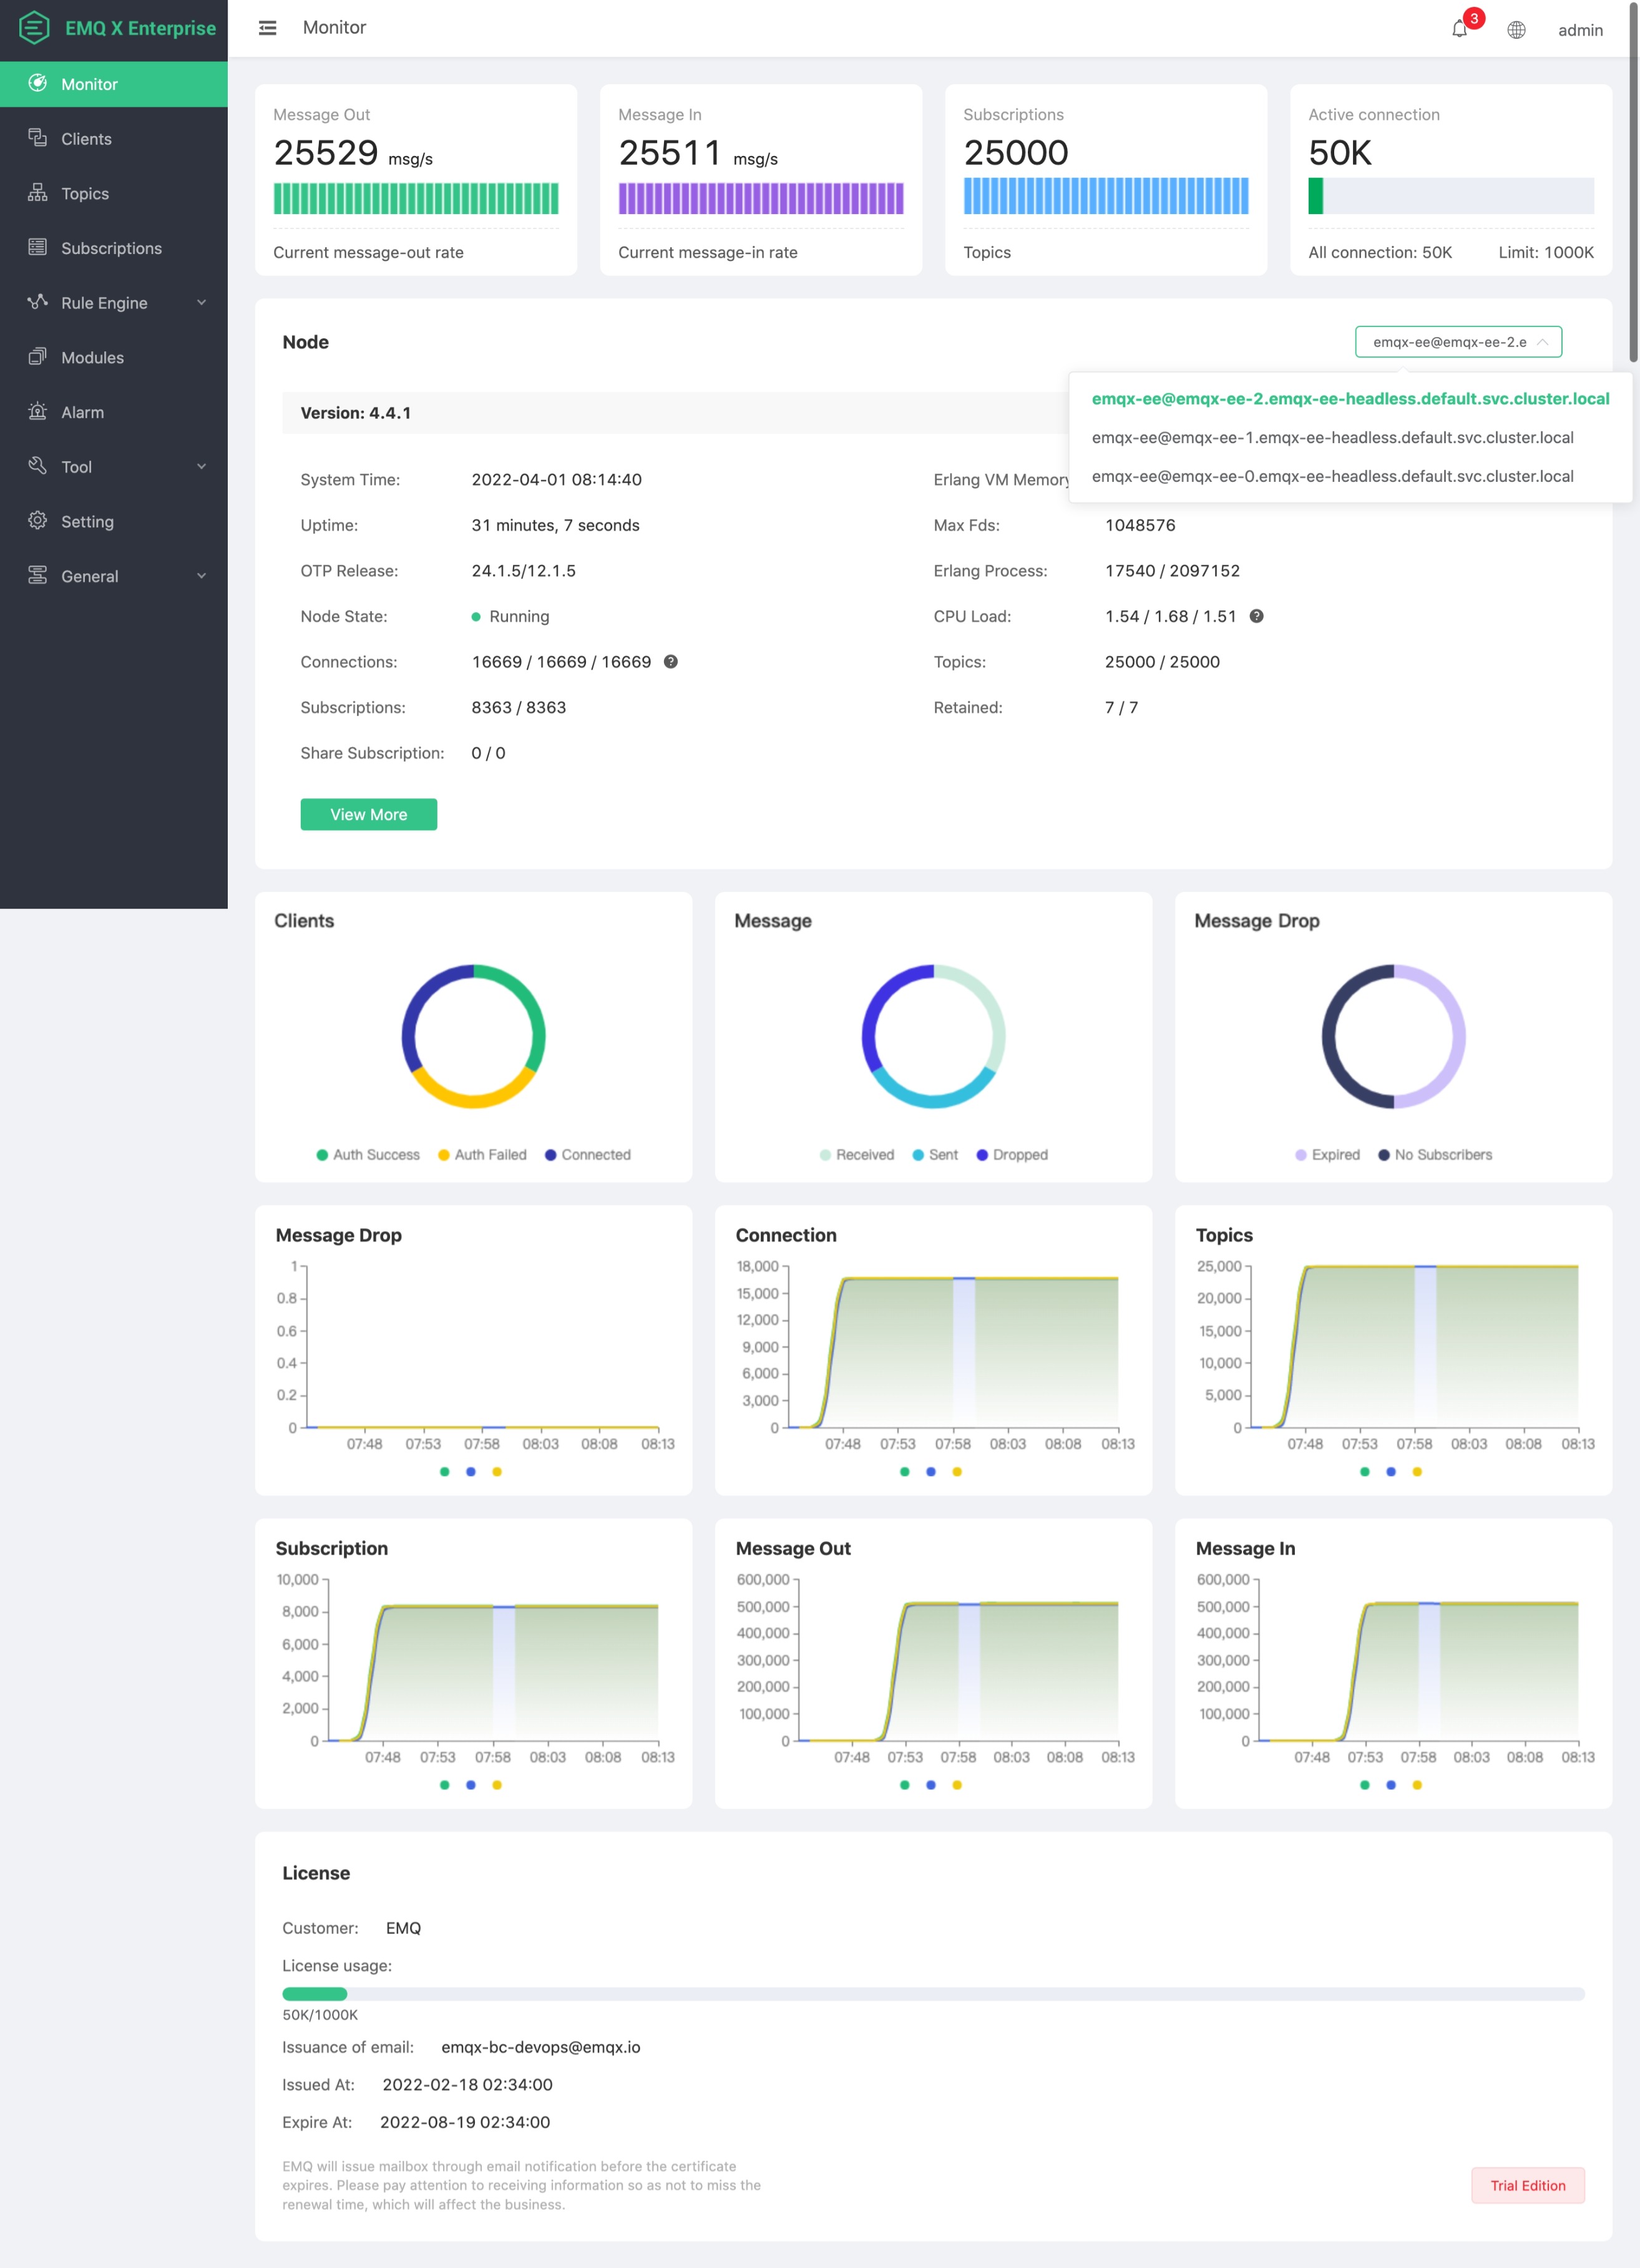 EMQ X Enterprise
Monitor
3
admin
Monitor
Clients
Topics
Subscriptions
Rule Engine
Modules
Alarm
Tool
Setting
General
Message Out
25529 msg/s
Current message-out rate
Message In
25511 msg/s
Current message-in rate
Subscriptions
25000
Topics
Active connection
50K
All connection: 50K Limit: 1000K
Node
emqx-ee@emqx-ee-2.e
emqx-ee@emqx-ee-2.emqx-ee-headless.default.svc.cluster.local
emqx-ee@emqx-ee-1.emqx-ee-headless.default.svc.cluster.local
emqx-ee@emqx-ee-0.emqx-ee-headless.default.svc.cluster.local
Version: 4.4.1
System Time: 2022-04-01 08:14:40
Uptime: 31 minutes, 7 seconds
OTP Release: 24.1.5/12.1.5
Node State: Running
Connections: 16669 / 16669 / 16669 ?
Subscriptions: 8363 / 8363
Share Subscription: 0 / 0
Erlang VM Memory
Max Fds: 1048576
Erlang Process: 17540 / 2097152
CPU Load: 1.54 / 1.68 / 1.51 ?
Topics: 25000 / 25000
Retained: 7 / 7
View More
Clients
Auth Success Auth Failed Connected
Message
Received Sent Dropped
Message Drop
Expired No Subscribers
Message Drop
1
0.8
0.6
0.4
0.2
0
07:48 07:53 07:58 08:03 08:08 08:13
Connection
18,000
15,000
12,000
9,000
6,000
3,000
0
07:48 07:53 07:58 08:03 08:08 08:13
Topics
25,000
20,000
15,000
10,000
5,000
0
07:48 07:53 07:58 08:03 08:08 08:13
Subscription
10,000
8,000
6,000
4,000
2,000
0
07:48 07:53 07:58 08:03 08:08 08:13
Message Out
600,000
500,000
400,000
300,000
200,000
100,000
0
07:48 07:53 07:58 08:03 08:08 08:13
Message In
600,000
500,000
400,000
300,000
200,000
100,000
0
07:48 07:53 07:58 08:03 08:08 08:13
License
Customer: EMQ
License usage:
50K/1000K
Issuance of email: emqx-bc-devops@emqx.io
Issued At: 2022-02-18 02:34:00
Expire At: 2022-08-19 02:34:00
EMQ will issue mailbox through email notification before the certificate
expires. Please pay attention to receiving information so as not to miss the
renewal time, which will affect the business.
Trial Edition